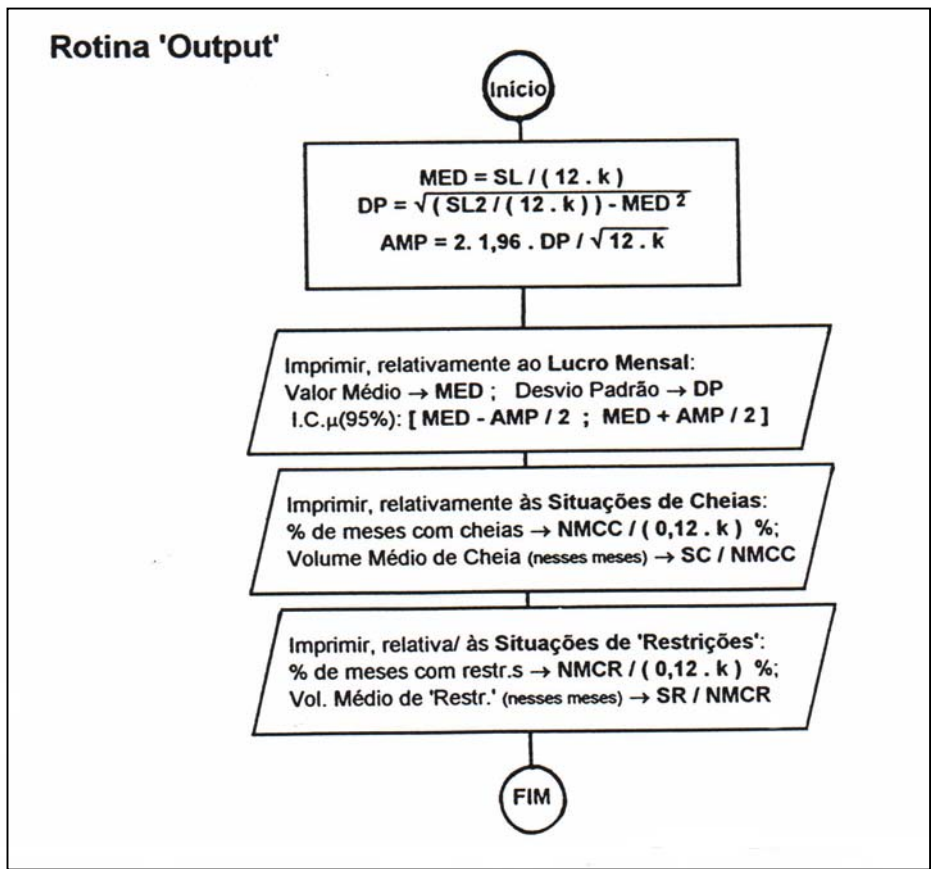 Rotina 'Output'
Início
MED = SL / ( 12 . k )
DP = √( SL2 / ( 12 . k ) ) - MED ²
AMP = 2. 1,96 . DP / √12 . k
Imprimir, relativamente ao Lucro Mensal:
Valor Médio → MED ; Desvio Padrão → DP
I.C.μ(95%): [ MED - AMP / 2 ; MED + AMP / 2 ]
Imprimir, relativamente às Situações de Cheias:
% de meses com cheias → NMCC / ( 0,12 . k ) %;
Volume Médio de Cheia (nesses meses) → SC / NMCC
Imprimir, relativa/ às Situações de 'Restrições':
% de meses com restr.s → NMCR / ( 0,12 . k ) %;
Vol. Médio de 'Restr.' (nesses meses) → SR / NMCR
FIM